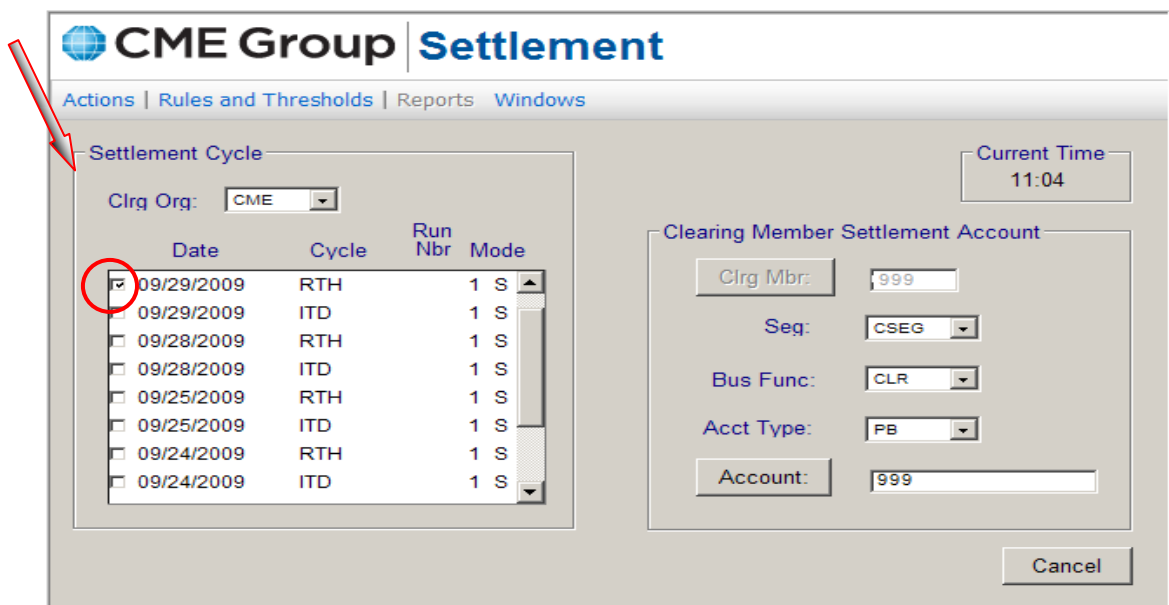 CME Group Settlement
Actions | Rules and Thresholds | Reports Windows
Settlement Cycle
Clrg Org: CME
Date Cycle Run Nbr Mode
09/29/2009 RTH 1 S
09/29/2009 ITD 1 S
09/28/2009 RTH 1 S
09/28/2009 ITD 1 S
09/25/2009 RTH 1 S
09/25/2009 ITD 1 S
09/24/2009 RTH 1 S
09/24/2009 ITD 1 S
Current Time
11:04
Clearing Member Settlement Account
Clrg Mbr: 999
Seg: CSEG
Bus Func: CLR
Acct Type: PB
Account: 999
Cancel